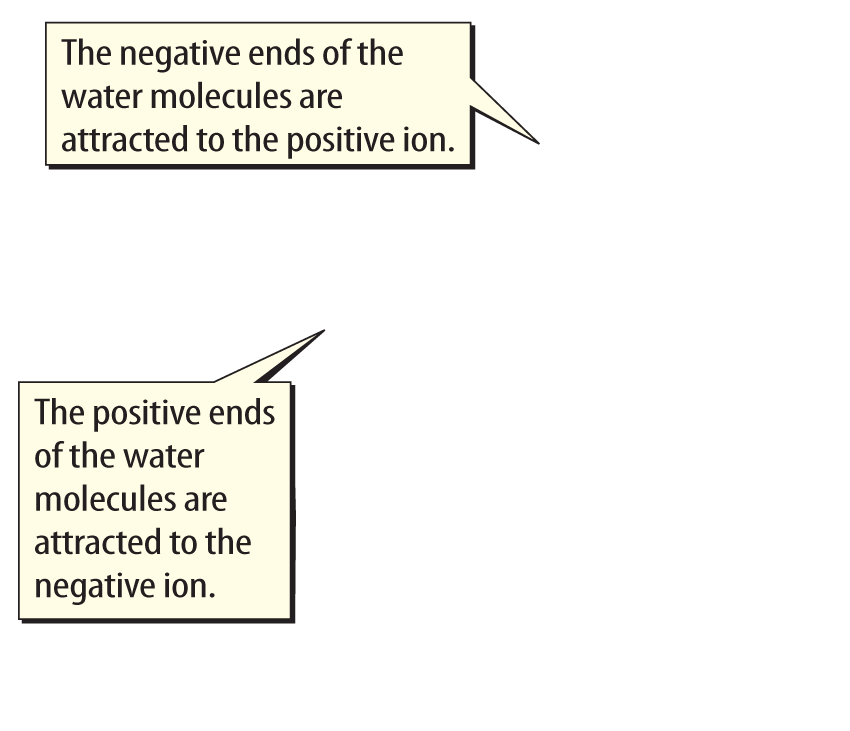 The negative ends of the
water molecules are
attracted to the positive ion.
The positive ends
of the water
molecules are
attracted to the
negative ion.